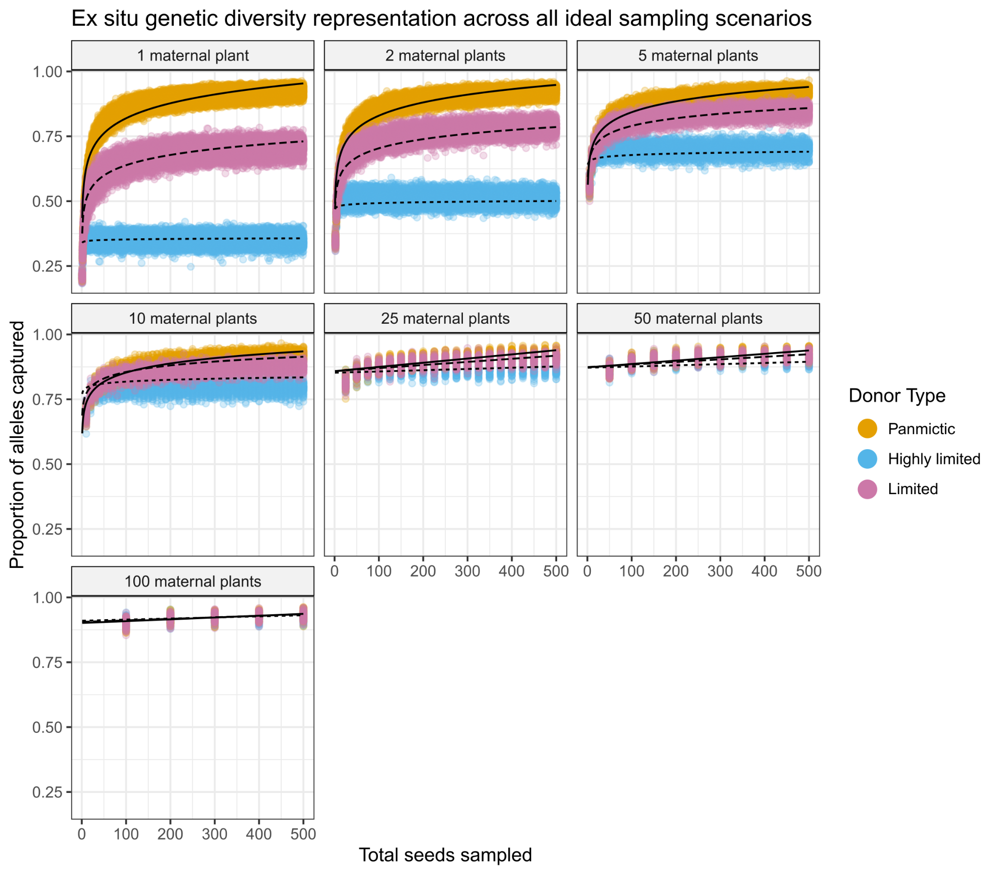 Ex situ genetic diversity representation across all ideal sampling scenarios
1 maternal plant
2 maternal plants
5 maternal plants
1.00
0.75
0.50
0.25
10 maternal plants
25 maternal plants
50 maternal plants
1.00
0.75
0.50
0.25
0 100 200 300 400 500
0 100 200 300 400 500
100 maternal plants
1.00
0.75
0.50
0.25
0 100 200 300 400 500
Total seeds sampled
Proportion of alleles captured
Donor Type
Panmictic
Highly limited
Limited